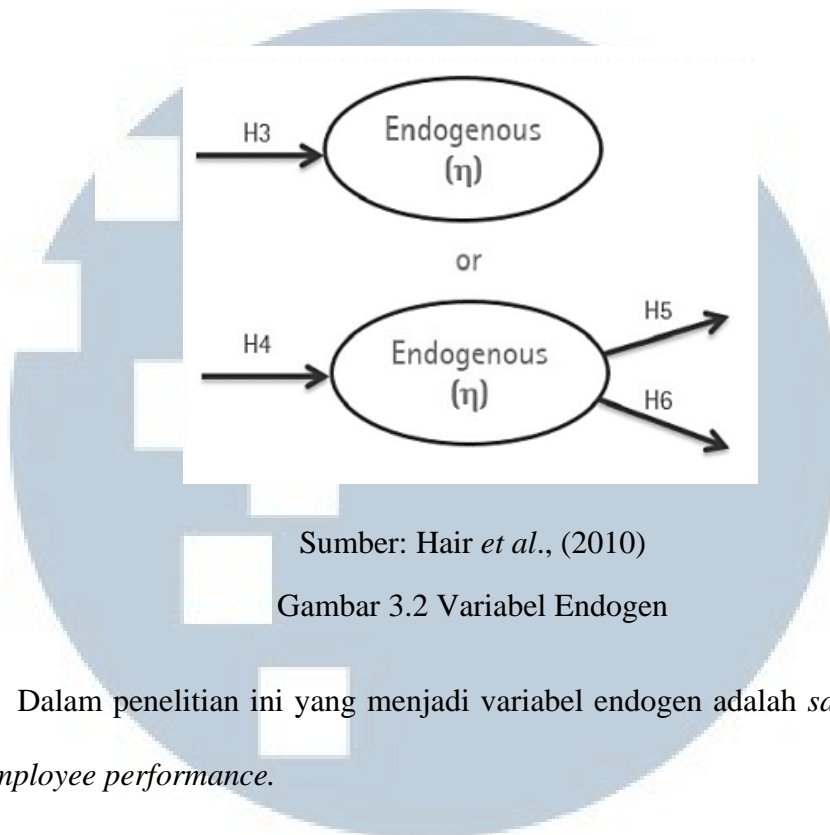 H3
Endogenous
(η)
or
H4
Endogenous
(η)
H5
H6
Sumber: Hair et al., (2010)
Gambar 3.2 Variabel Endogen
Dalam penelitian ini yang menjadi variabel endogen adalah
performance.